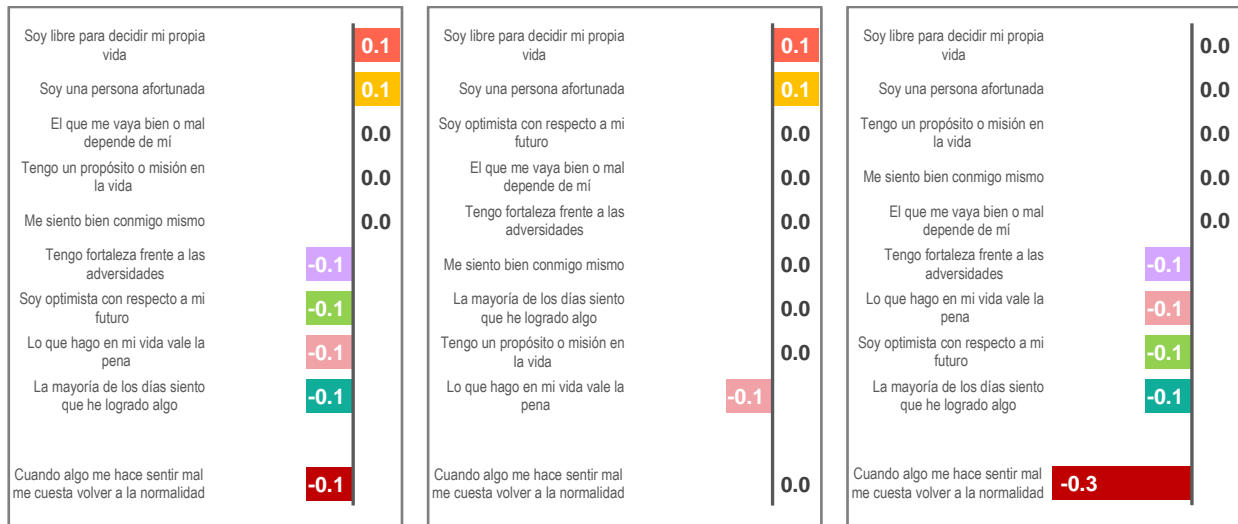 Soy libre para decidir mi propia
vida
0.1
Soy una persona afortunada
0.1
El que me vaya bien o mal
depende de mí
0.0
Tengo un propósito o misión en
la vida
0.0
Me siento bien conmigo mismo
0.0
Tengo fortaleza frente a las
adversidades
-0.1
Soy optimista con respecto a mi
futuro
-0.1
Lo que hago en mi vida vale la
pena
-0.1
La mayoría de los días siento
que he logrado algo
-0.1
Cuando algo me hace sentir mal
me cuesta volver a la normalidad
-0.1
Soy libre para decidir mi propia
vida
0.1
Soy una persona afortunada
0.1
Soy optimista con respecto a mi
futuro
0.0
El que me vaya bien o mal
depende de mí
0.0
Tengo fortaleza frente a las
adversidades
0.0
Me siento bien conmigo mismo
0.0
La mayoría de los días siento
que he logrado algo
0.0
Tengo un propósito o misión en
la vida
0.0
Lo que hago en mi vida vale la
pena
-0.1
Cuando algo me hace sentir mal
me cuesta volver a la normalidad
0.0
Soy libre para decidir mi propia
vida
0.0
Soy una persona afortunada
0.0
Tengo un propósito o misión en
la vida
0.0
Me siento bien conmigo mismo
0.0
El que me vaya bien o mal
depende de mí
0.0
Tengo fortaleza frente a las
adversidades
-0.1
Lo que hago en mi vida vale la
pena
-0.1
Soy optimista con respecto a mi
futuro
-0.1
La mayoría de los días siento
que he logrado algo
-0.1
Cuando algo me hace sentir mal
me cuesta volver a la normalidad
-0.3